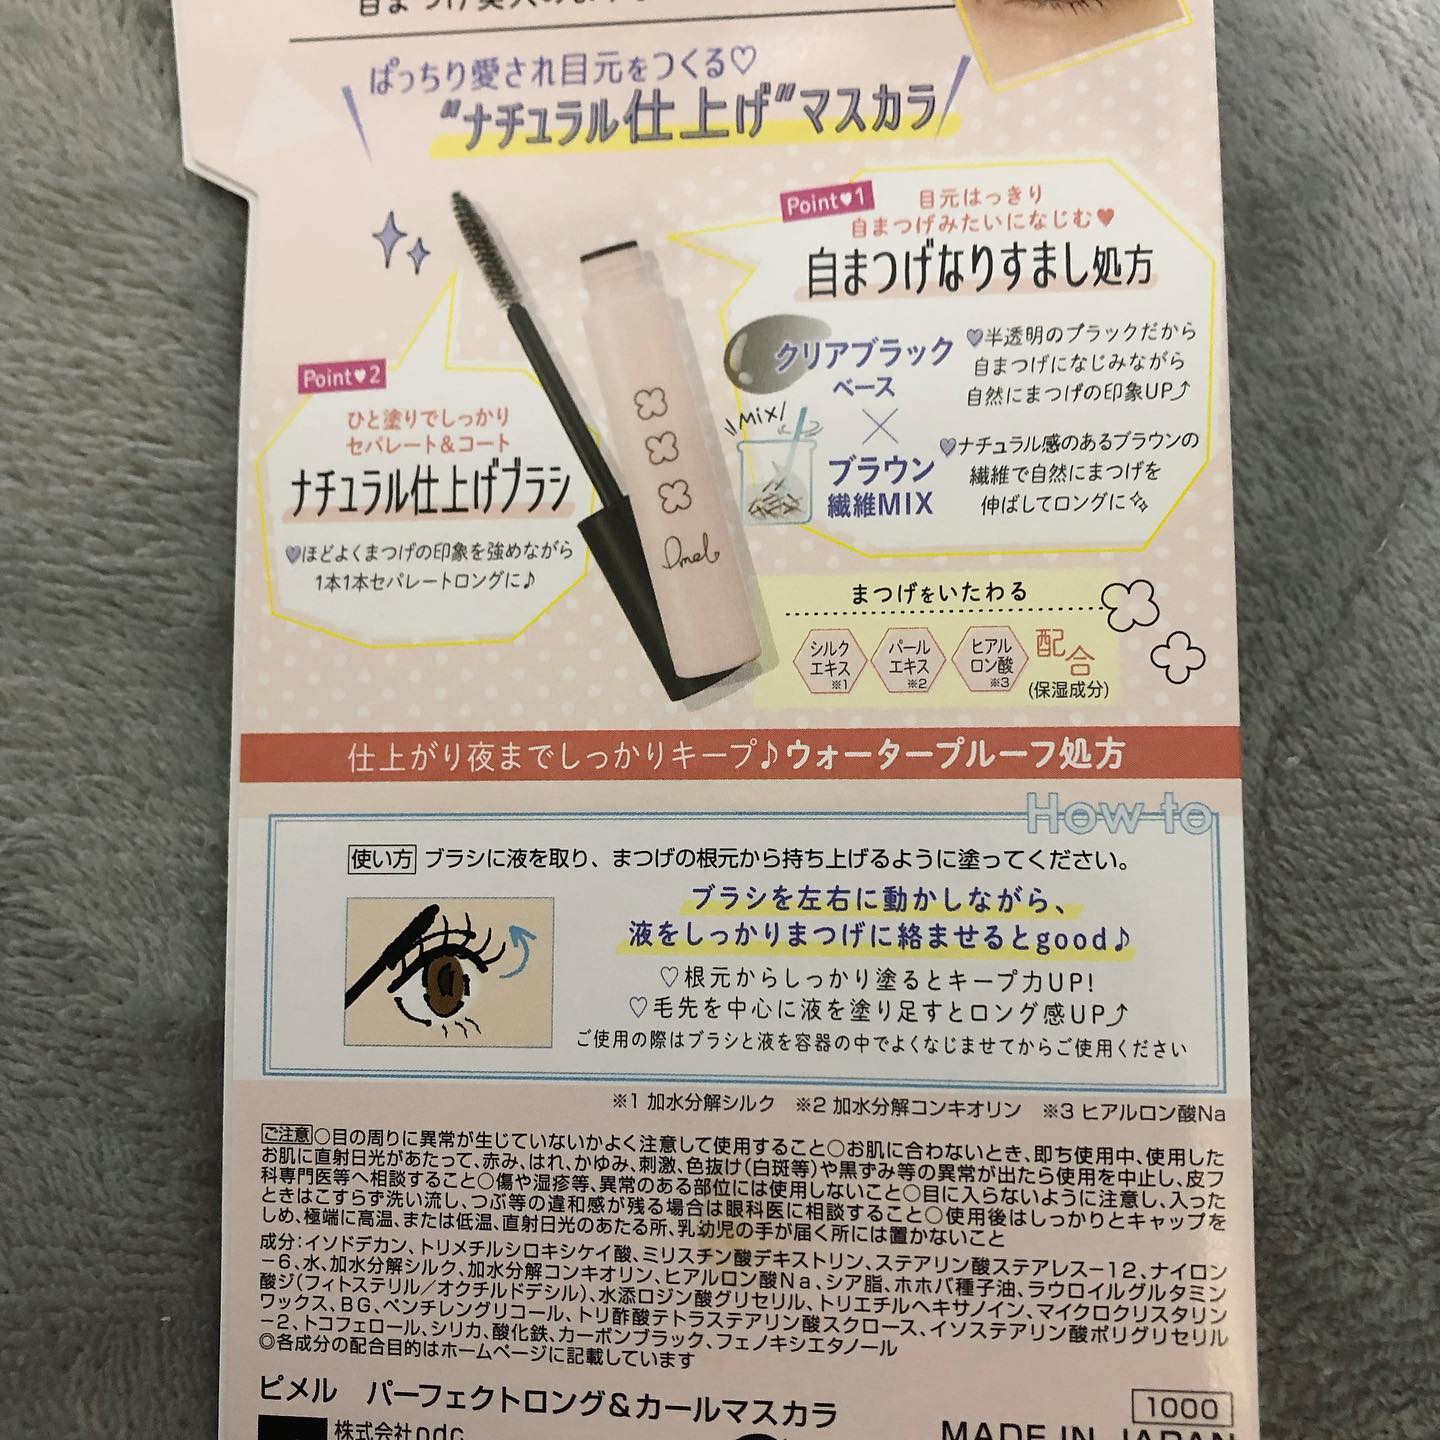 ぱっちり愛され目元をつくる♡
"ナチュラル仕上げ"マスカラ
Point♥1
目元はっきり
自まつげみたいになじむ♥
自まつげなりすまし処方
クリアブラック
ベース
×
Mix
ブラウン
繊維MIX
♥半透明のブラックだから
自まつげになじみながら
自然にまつげの印象UP⤴
♥ナチュラル感のあるブラウンの
繊維で自然にまつげを
伸ばしてロングに✨
Point♥2
ひと塗りでしっかり
セパレート&コート
ナチュラル仕上げブラシ
♥ほどよくまつげの印象を強めながら
1本1本セパレートロングに♪
Pimel
まつげをいたわる
シルク
エキス
※1
パール
エキス
※2
ヒアル
ロン酸
※3
配合
(保湿成分)
仕上がり夜までしっかりキープ♪ウォータープルーフ処方
How to
使い方 ブラシに液を取り、まつげの根元から持ち上げるように塗ってください。
ブラシを左右に動かしながら、
液をしっかりまつげに絡ませるとgood♪
♡根元からしっかり塗るとキープ力UP!
♡毛先を中心に液を塗り足すとロング感UP⤴
ご使用の際はブラシと液を容器の中でよくなじませてからご使用ください
※1 加水分解シルク ※2 加水分解コンキオリン ※3 ヒアルロン酸Na
ご注意○目の周りに異常が生じていないかよく注意して使用すること○お肌に合わないとき、即ち使用中、使用した
お肌に直射日光があたって、赤み、はれ、かゆみ、刺激、色抜け(白斑等)や黒ずみ等の異常が出たら使用を中止し、皮フ
科専門医等へ相談すること○傷や湿疹等、異常のある部位には使用しないこと○目に入らないように注意し、入った
ときはこすらず洗い流し、つぶ等の違和感が残る場合は眼科医に相談すること○使用後はしっかりとキャップを
しめ、極端に高温、または低温、直射日光のあたる所、乳幼児の手が届く所には置かないこと
成分:イソドデカン、トリメチルシロキシケイ酸、ミリスチン酸デキストリン、ステアリン酸ステアレス-12、ナイロン
-6、水、加水分解シルク、加水分解コンキオリン、ヒアルロン酸Na、シア脂、ホホバ種子油、ラウロイルグルタミン
酸ジ(フィトステリル/オクチルドデシル)、水添ロジン酸グリセリル、トリエチルヘキサノイン、マイクロクリスタリン
ワックス、BG、ペンチレングリコール、トリ酢酸テトラステアリン酸スクロース、イソステアリン酸ポリグリセリル
-2、トコフェロール、シリカ、酸化鉄、カーボンブラック、フェノキシエタノール
◎各成分の配合目的はホームページに記載しています
ピメル パーフェクトロング&カールマスカラ
1000
株式会社pdc
MADE IN JAPAN